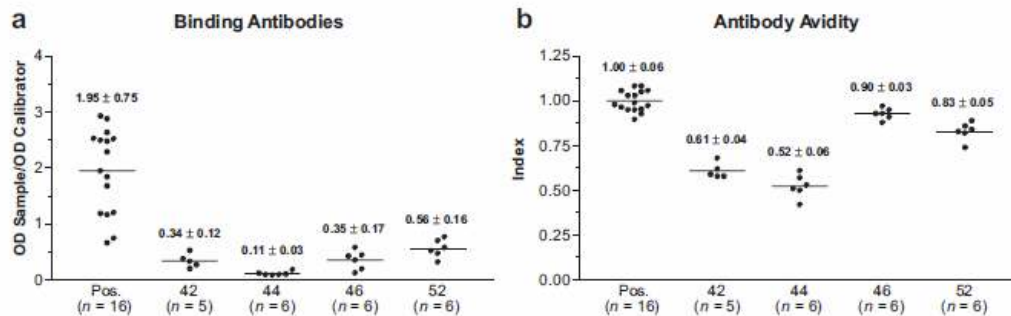 a Binding Antibodies
OD Sample/OD Calibrator
4
3
2
1
0
1.95 ± 0.75
0.34 ± 0.12
0.11 ± 0.03
0.35 ± 0.17
0.56 ± 0.16
Pos. 42 44 46 52
(n = 16) (n = 5) (n = 6) (n = 6) (n = 6)
b Antibody Avidity
Index
1.25
1.00
0.75
0.50
0.25
0.00
1.00 ± 0.06
0.61 ± 0.04
0.52 ± 0.06
0.90 ± 0.03
0.83 ± 0.05
Pos. 42 44 46 52
(n = 16) (n = 5) (n = 6) (n = 6) (n = 6)